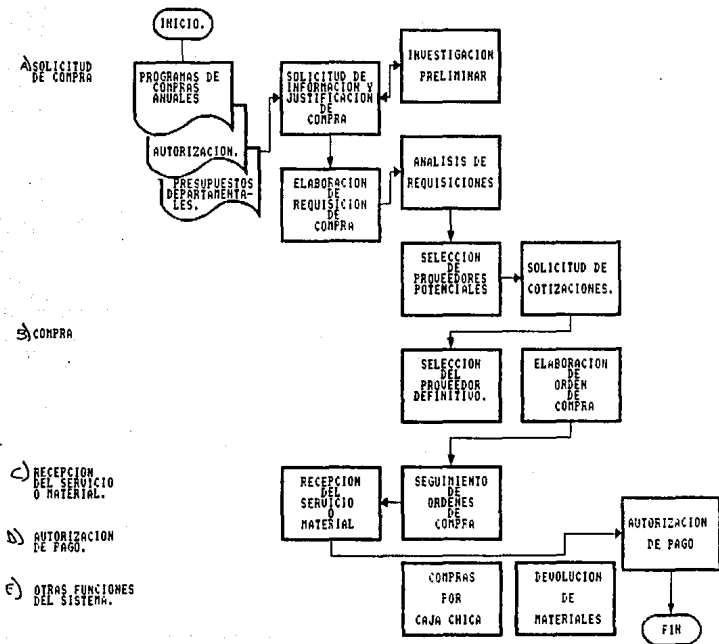 INICIO.
A) SOLICITUD
DE COMPRA
PROGRAMAS DE
COMPRAS
ANUALES
SOLICITUD DE
INFORMACION Y
JUSTIFICACION
DE
COMPRA
INVESTIGACION
PRELIMINAR
AUTORIZACION.
PRESUPUESTOS
DEPARTAMENTA-
LES.
ELABORACION
DE
REQUISICION
DE
COMPRA
ANALISIS DE
REQUISICIONES
SELECCION
DE
PROVEEDORES
POTENCIALES
SOLICITUD DE
COTIZACIONES.
B) COMPRA
SELECCION
DEL
PROVEEDOR
DEFINITIVO.
ELABORACION
DE
ORDEN
DE
COMPRA
C) RECEPCION
DEL SERVICIO
O MATERIAL.
RECEPCION
DEL
SERVICIO
O
MATERIAL
SEGUIMIENTO
DE
ORDENES
DE
COMPRA
AUTORIZACION
DE PAGO
D) AUTORIZACION
DE PAGO.
E) OTRAS FUNCIONES
DEL SISTEMA.
COMPRAS
POR
CAJA CHICA
DEVOLUCION
DE
MATERIALES
FIN